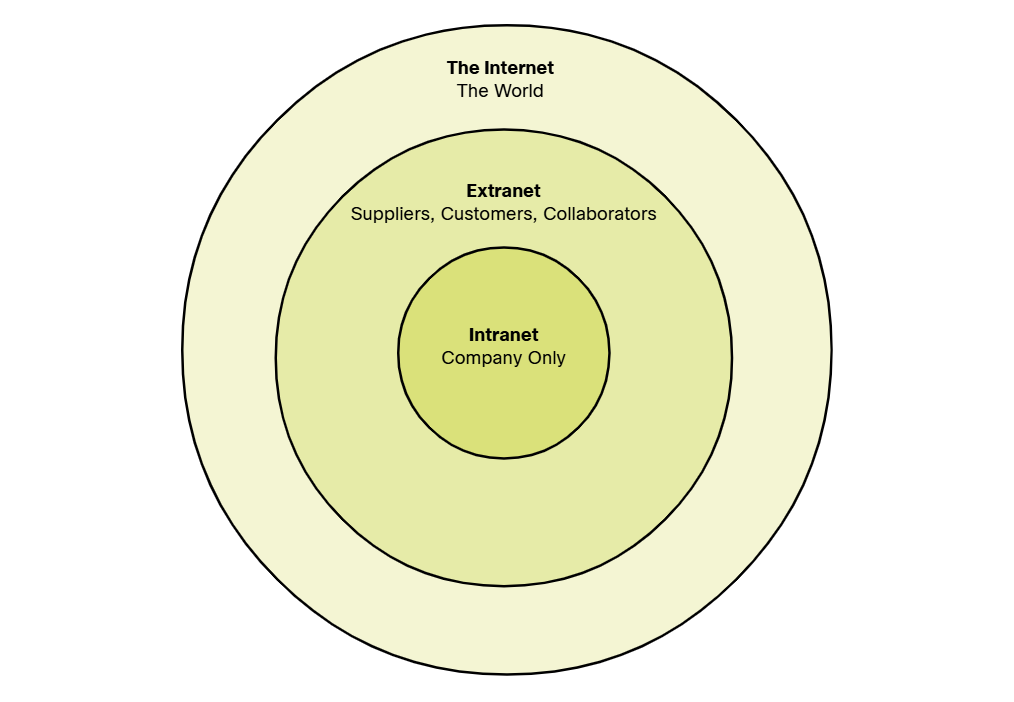 The Internet
The World
Extranet
Suppliers, Customers, Collaborators
Intranet
Company Only